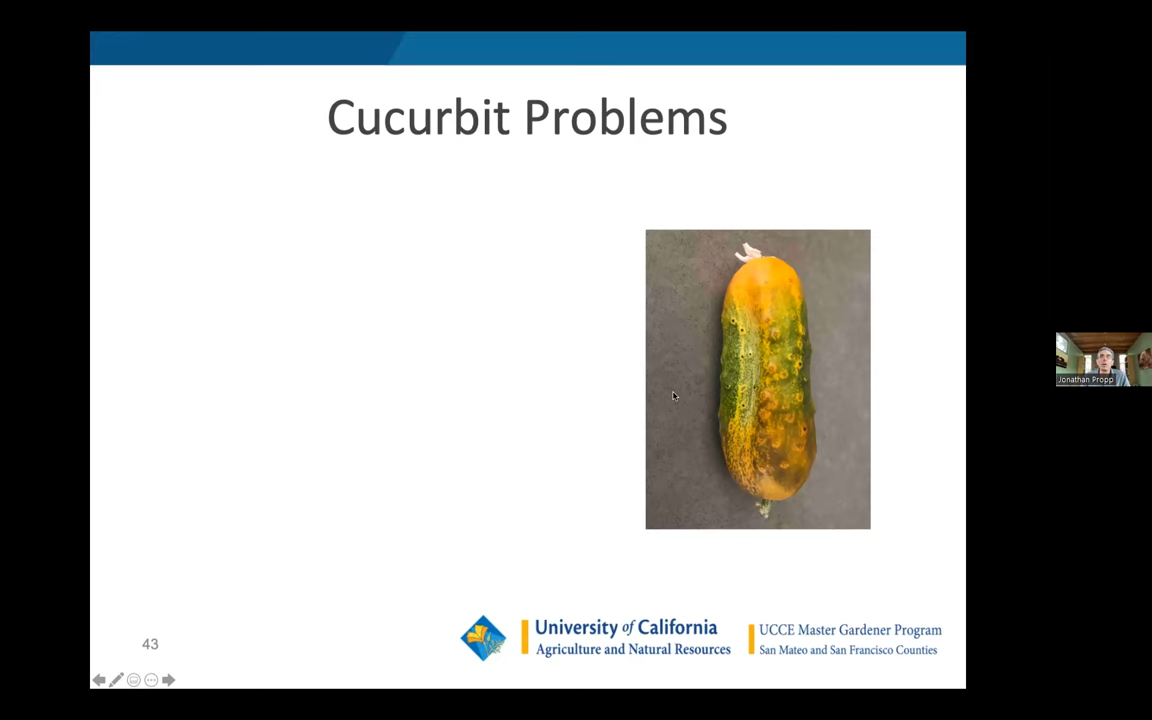 Cucurbit Problems
Jonathan Propp
University of California
Agriculture and Natural Resources
UCCE Master Gardener Program
San Mateo and San Francisco Counties
43